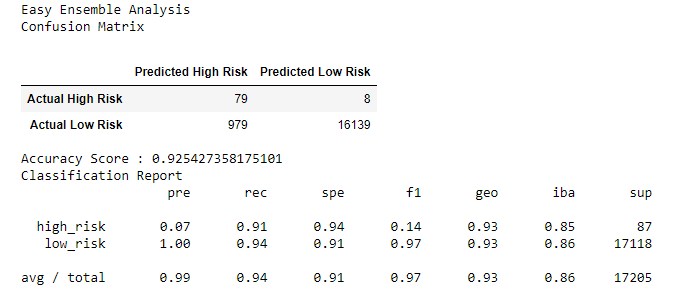 Easy Ensemble Analysis
Confusion Matrix
Predicted High Risk Predicted Low Risk
Actual High Risk 79 8
Actual Low Risk 979 16139
Accuracy Score : 0.925427358175101
Classification Report
pre rec spe f1 geo iba sup
high_risk 0.07 0.91 0.94 0.14 0.93 0.85 87
low_risk 1.00 0.94 0.91 0.97 0.93 0.86 17118
avg / total 0.99 0.94 0.91 0.97 0.93 0.86 17205